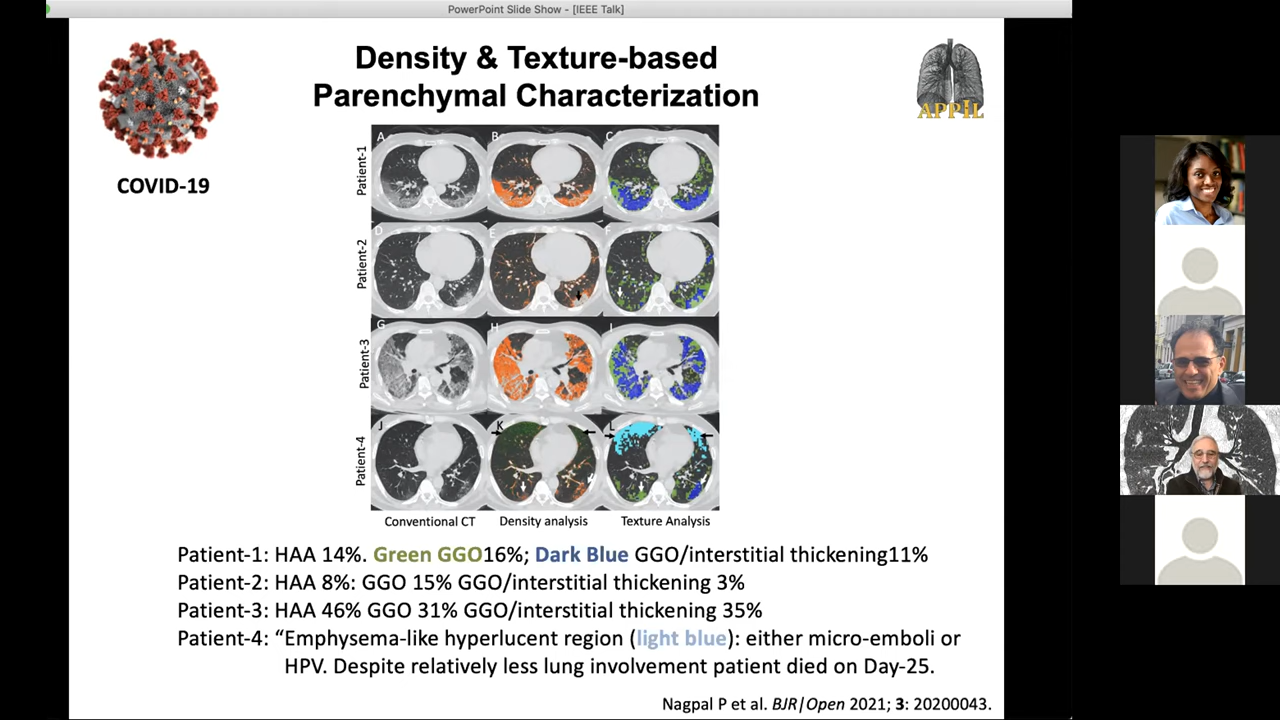 PowerPoint Slide Show - [IEEE Talk]
Density & Texture-based
Parenchymal Characterization
APPIL
COVID-19
Patient-1
A
B
C
Patient-2
D
E
F
Patient-3
G
H
I
Patient-4
J
K
L
Conventional CT
Density analysis
Texture Analysis
Patient-1: HAA 14%. Green GGO16%; Dark Blue GGO/interstitial thickening11%
Patient-2: HAA 8%: GGO 15% GGO/interstitial thickening 3%
Patient-3: HAA 46% GGO 31% GGO/interstitial thickening 35%
Patient-4: “Emphysema-like hyperlucent region (light blue): either micro-emboli or
HPV. Despite relatively less lung involvement patient died on Day-25.
Nagpal P et al. BJR|Open 2021; 3: 20200043.